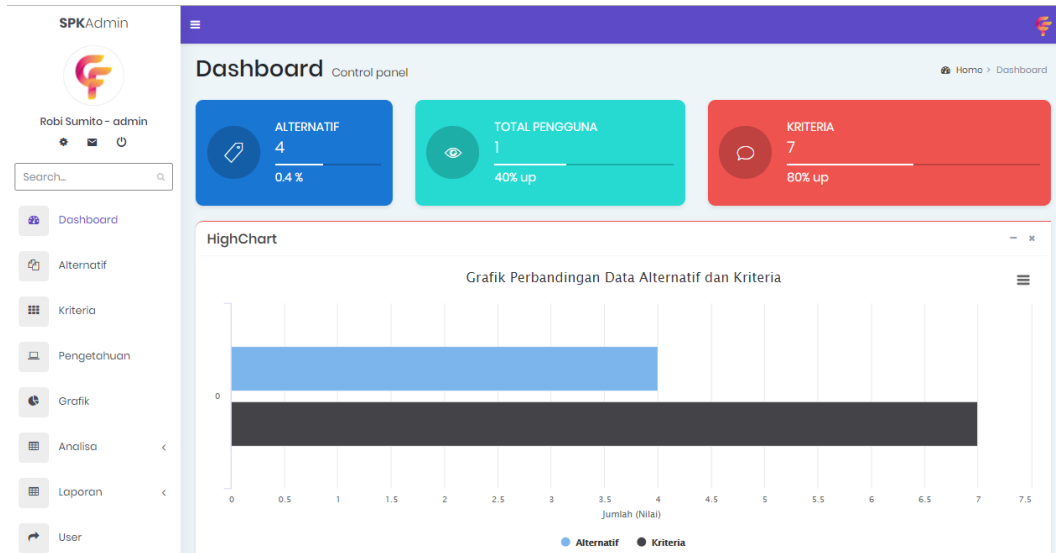 SPKAdmin
Robi Sumito - admin
Search...
Dashboard
Alternatif
Kriteria
Pengetahuan
Grafik
Analisa
Laporan
User
Dashboard Control panel
Home > Dashboard
ALTERNATIF
4
0.4 %
TOTAL PENGGUNA
1
40% up
KRITERIA
7
80% up
HighChart
Grafik Perbandingan Data Alternatif dan Kriteria
0
0 0.5 1 1.5 2 2.5 3 3.5 4 4.5 5 5.5 6 6.5 7 7.5
Jumlah (Nilai)
Alternatif Kriteria